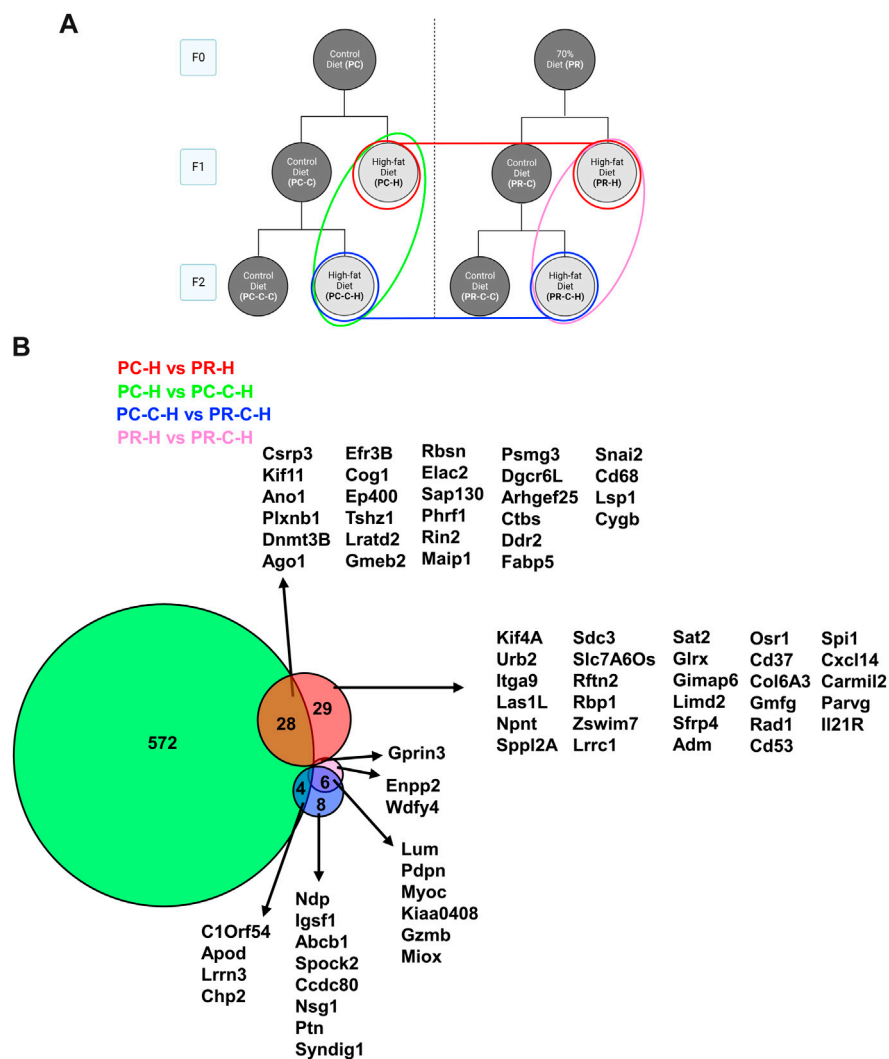 A
F0
Control
Diet (PC)
70%
Diet (PR)
F1
Control
Diet
(PC-C)
High-fat
Diet
(PC-H)
Control
Diet
(PR-C)
High-fat
Diet
(PR-H)
F2
Control
Diet
(PC-C-C)
High-fat
Diet
(PC-C-H)
Control
Diet
(PR-C-C)
High-fat
Diet
(PR-C-H)
B
PC-H vs PR-H
PC-H vs PC-C-H
PC-C-H vs PR-C-H
PR-H vs PR-C-H
Csrp3 Efr3B Rbsn Psmg3 Snai2
Kif11 Cog1 Elac2 Dgcr6L Cd68
Ano1 Ep400 Sap130 Arhgef25 Lsp1
Plxnb1 Tshz1 Phrf1 Ctbs Cygb
Dnmt3B Lratd2 Rin2 Ddr2
Ago1 Gmeb2 Maip1 Fabp5
Kif4A Sdc3 Sat2 Osr1 Spi1
Urb2 Slc7A6Os Glrx Cd37 Cxcl14
Itga9 Rftn2 Gimap6 Col6A3 Carmil2
Las1L Rbp1 Limd2 Gmfg Parvg
Npnt Zswim7 Sfrp4 Rad1 Il21R
Sppl2A Lrrc1 Adm Cd53
572
28
29
4
6
8
Gprin3
Enpp2
Wdfy4
Lum
Pdpn
Myoc
Kiaa0408
Gzmb
Miox
Ndp
Igsf1
Abcb1
Spock2
Ccdc80
Nsg1
Ptn
Syndig1
C1Orf54
Apod
Lrrn3
Chp2